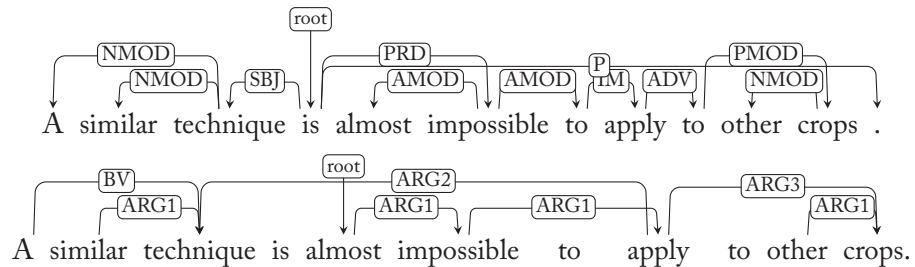 root
NMOD PRD P PMOD
NMOD SBJ AMOD AMOD IM ADV NMOD
A similar technique is almost impossible to apply to other crops .
root
BV ARG2 ARG3
ARG1 ARG1 ARG1 ARG1
A similar technique is almost impossible to apply to other crops.